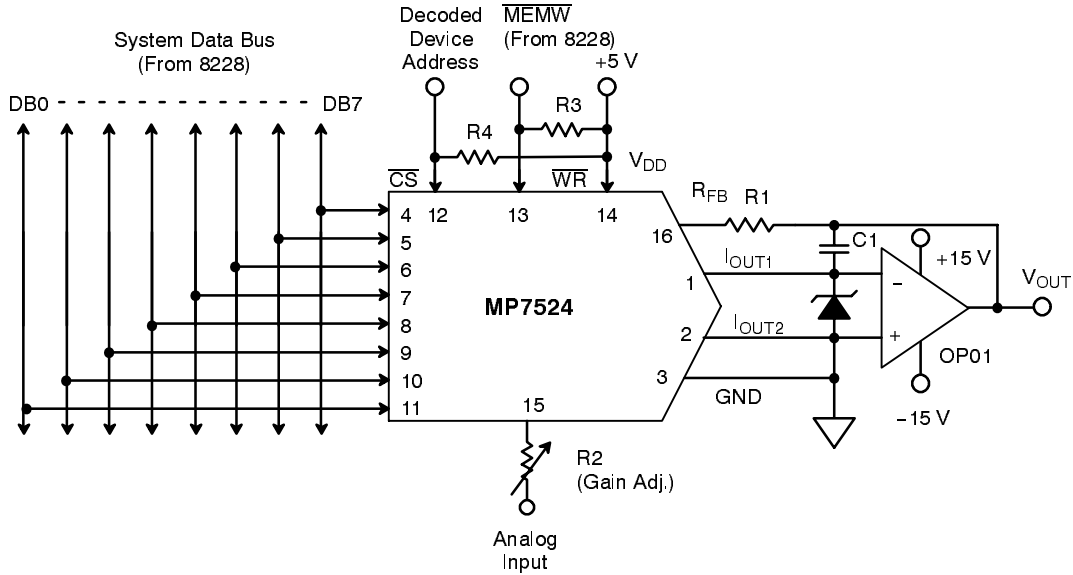 System Data Bus
(From 8228)
Decoded
Device
Address
MEMW
(From 8228)
+5 V
DB0
DB7
R3
R4
VDD
CS
WR
4
12
13
14
5
6
7
8
9
10
11
15
16
1
2
3
MP7524
RFB
R1
C1
IOUT1
IOUT2
GND
+15 V
−
+
OP01
−15 V
VOUT
R2
(Gain Adj.)
Analog
Input